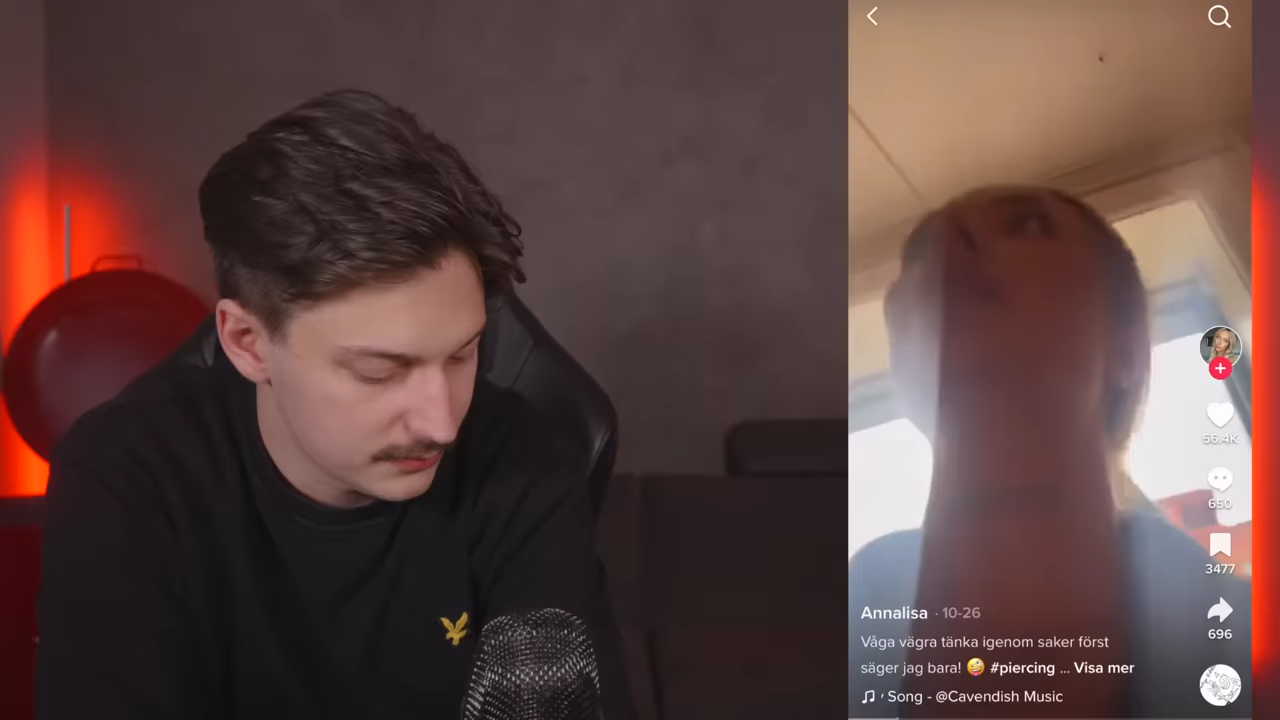 56.4K
650
3477
696
Annalisa · 10-26
Våga vägra tänka igenom saker först
säger jag bara! 🤪 #piercing ... Visa mer
Song - @Cavendish Music